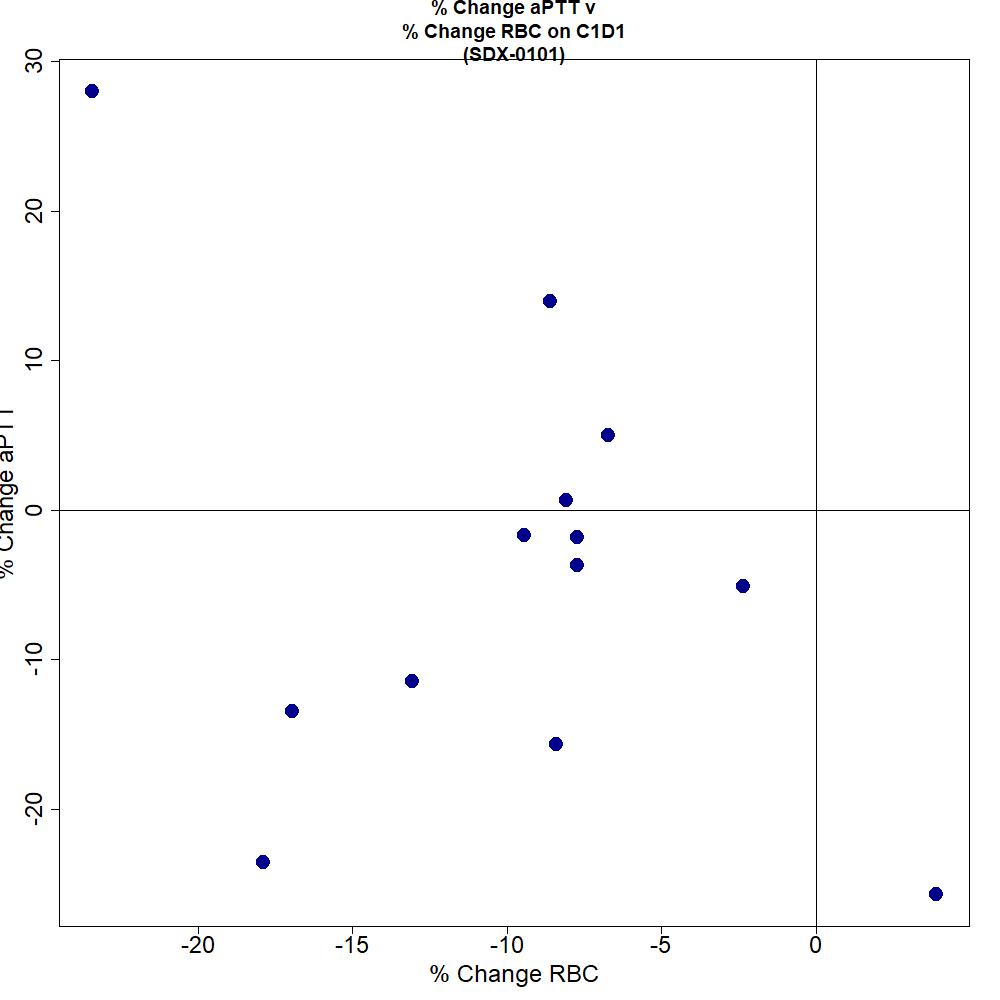 % Change aPTT v
% Change RBC on C1D1
(SDX-0101)
30
20
10
0
-10
-20
% Change aPTT
-20 -15 -10 -5 0
% Change RBC